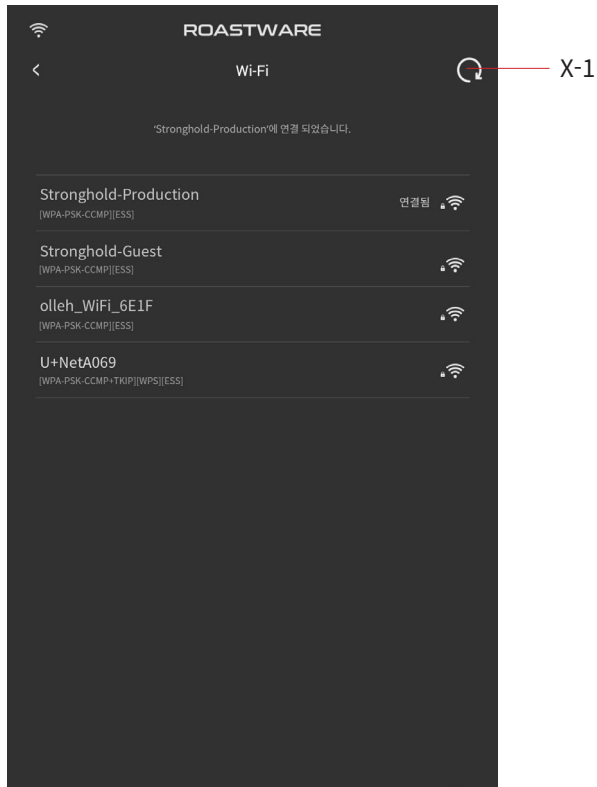 ROASTWARE
Wi-Fi
X-1
'Stronghold-Production'에 연결 되었습니다.
Stronghold-Production
연결됨
[WPA-PSK-CCMP][ESS]
Stronghold-Guest
[WPA-PSK-CCMP][ESS]
olleh_WiFi_6E1F
[WPA-PSK-CCMP][ESS]
U+NetA069
[WPA-PSK-CCMP+TKIP][WPS][ESS]